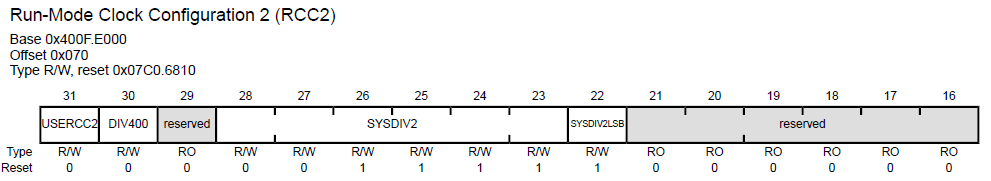 Run-Mode Clock Configuration 2 (RCC2)
Base 0x400F.E000
Offset 0x070
Type R/W, reset 0x07C0.6810
31 30 29 28 27 26 25 24 23 22 21 20 19 18 17 16
USERCC2 DIV400 reserved SYSDIV2 SYSDIV2LSB reserved
Type R/W R/W RO R/W R/W R/W R/W R/W R/W R/W RO RO RO RO RO RO
Reset 0 0 0 0 0 1 1 1 1 1 0 0 0 0 0 0